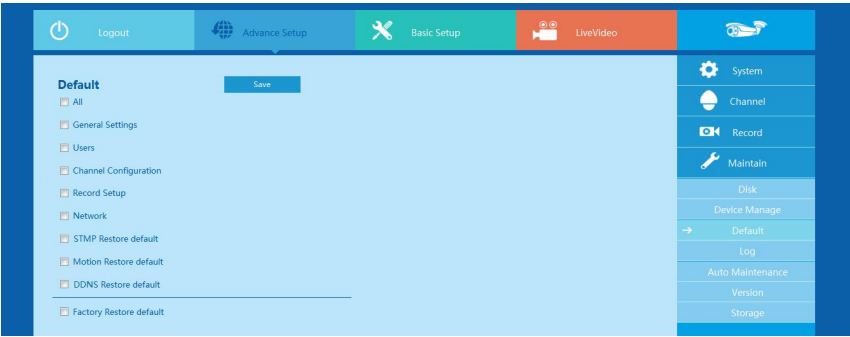 Logout
Advance Setup
Basic Setup
LiveVideo
Default
Save
All
General Settings
Users
Channel Configuration
Record Setup
Network
STMP Restore default
Motion Restore default
DDNS Restore default
Factory Restore default
System
Channel
Record
Maintain
Disk
Device Manage
Default
Log
Auto Maintenance
Version
Storage